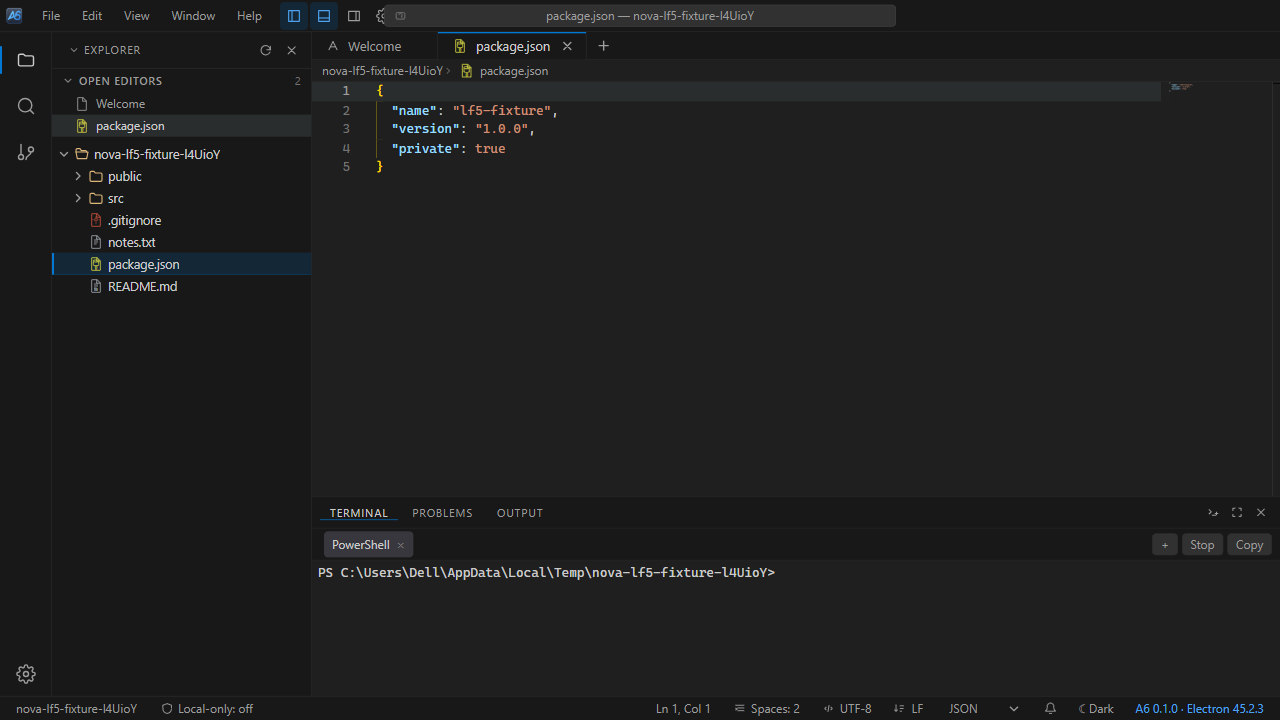 A6 File Edit View Window Help package.json — nova-lf5-fixture-l4UioY
EXPLORER
OPEN EDITORS 2
Welcome
package.json
nova-lf5-fixture-l4UioY
public
src
.gitignore
notes.txt
package.json
README.md
Welcome package.json
nova-lf5-fixture-l4UioY package.json
1 {
2 "name": "lf5-fixture",
3 "version": "1.0.0",
4 "private": true
5 }
TERMINAL PROBLEMS OUTPUT
PowerShell + Stop Copy
PS C:\Users\Dell\AppData\Local\Temp\nova-lf5-fixture-l4UioY>
nova-lf5-fixture-l4UioY Local-only: off Ln 1, Col 1 Spaces: 2 UTF-8 LF JSON Dark A6 0.1.0 · Electron 45.2.3